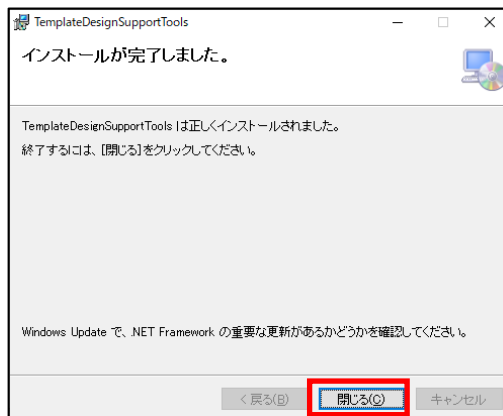 TemplateDesignSupportTools
インストールが完了しました。
TemplateDesignSupportTools は正しくインストールされました。
終了するには、[閉じる]をクリックしてください。
Windows Update で、.NET Framework の重要な更新があるかどうかを確認してください。
< 戻る(B)
閉じる(C)
キャンセル